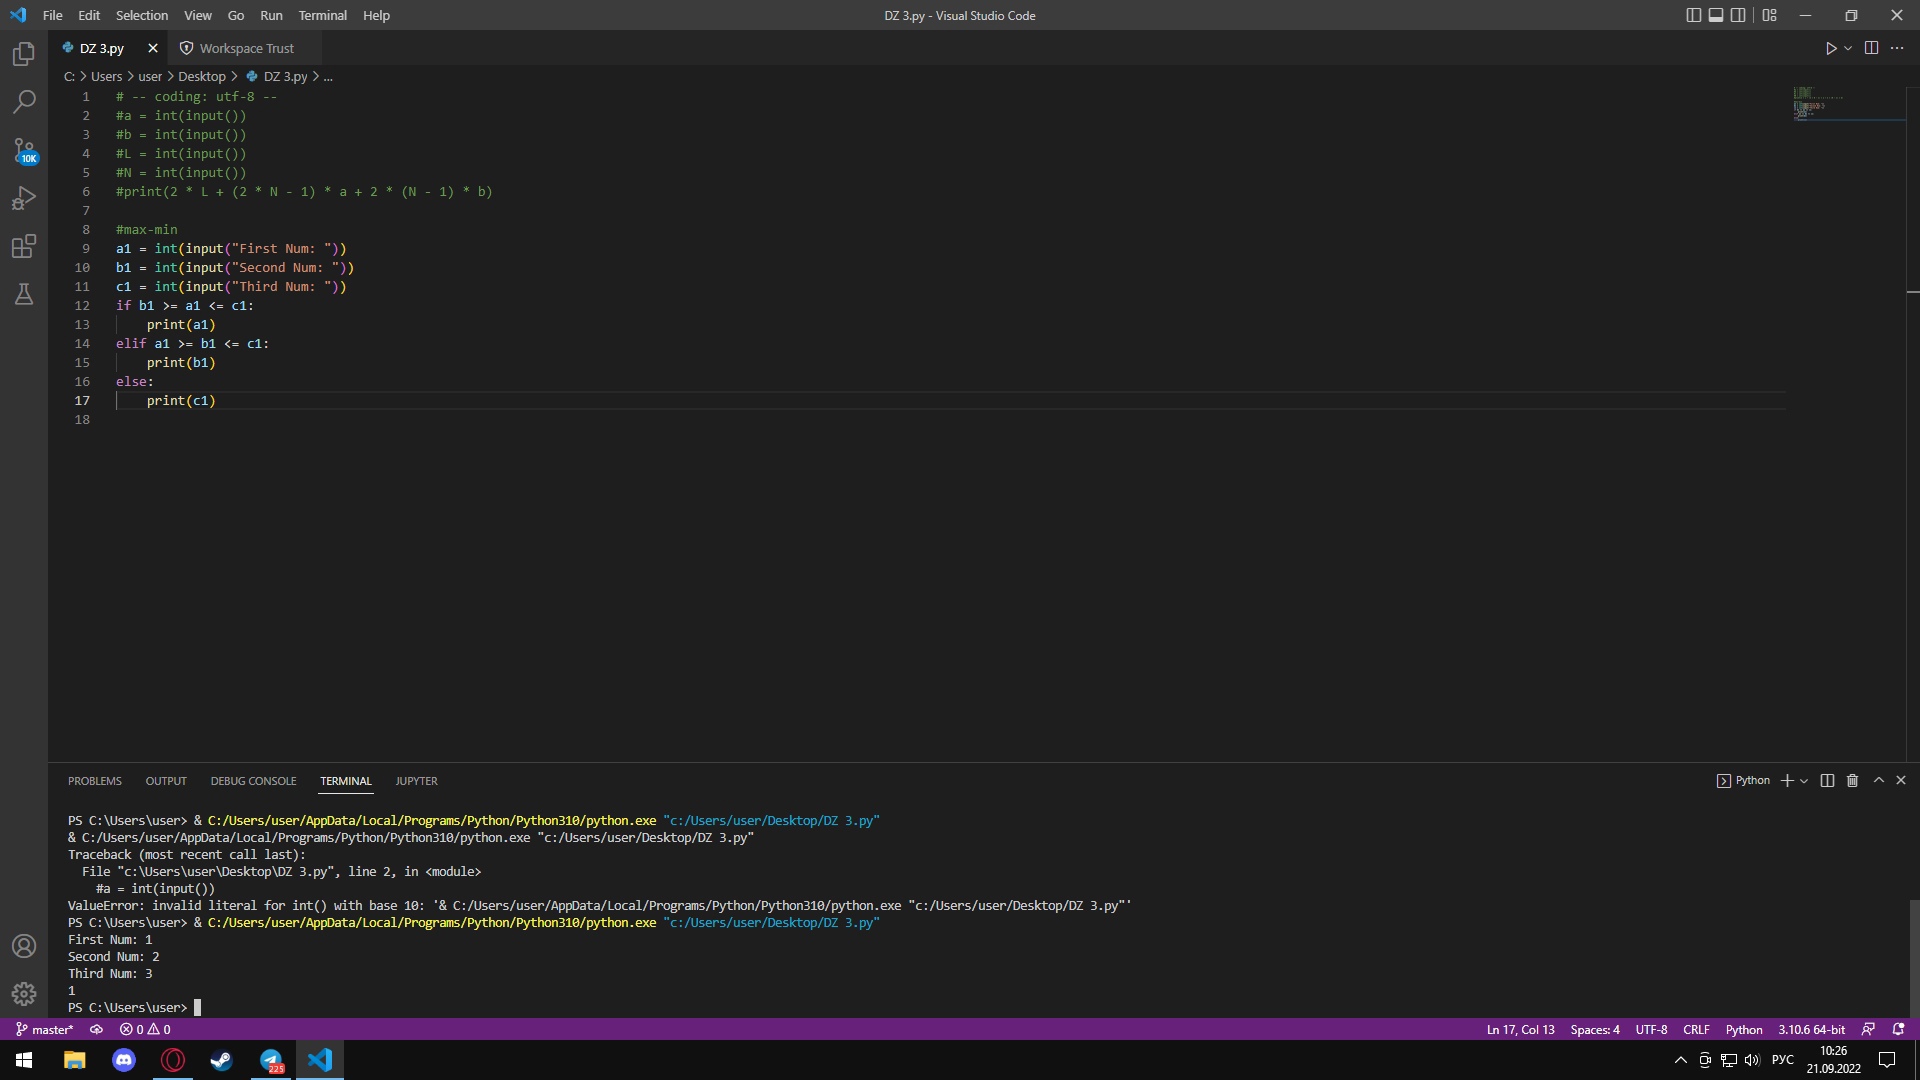 File Edit Selection View Go Run Terminal Help
DZ 3.py - Visual Studio Code
DZ 3.py
Workspace Trust
C: > Users > user > Desktop > DZ 3.py > ...
1 # -- coding: utf-8 --
2 #a = int(input())
3 #b = int(input())
4 #L = int(input())
5 #N = int(input())
6 #print(2 * L + (2 * N - 1) * a + 2 * (N - 1) * b)
7
8 #max-min
9 a1 = int(input("First Num: "))
10 b1 = int(input("Second Num: "))
11 c1 = int(input("Third Num: "))
12 if b1 >= a1 <= c1:
13     print(a1)
14 elif a1 >= b1 <= c1:
15     print(b1)
16 else:
17     print(c1)
18
10K
PROBLEMS OUTPUT DEBUG CONSOLE TERMINAL JUPYTER
Python
PS C:\Users\user> & C:/Users/user/AppData/Local/Programs/Python/Python310/python.exe "c:/Users/user/Desktop/DZ 3.py"
& C:/Users/user/AppData/Local/Programs/Python/Python310/python.exe "c:/Users/user/Desktop/DZ 3.py"
Traceback (most recent call last):
  File "c:\Users\user\Desktop\DZ 3.py", line 2, in <module>
    #a = int(input())
ValueError: invalid literal for int() with base 10: '& C:/Users/user/AppData/Local/Programs/Python/Python310/python.exe "c:/Users/user/Desktop/DZ 3.py"'
PS C:\Users\user> & C:/Users/user/AppData/Local/Programs/Python/Python310/python.exe "c:/Users/user/Desktop/DZ 3.py"
First Num: 1
Second Num: 2
Third Num: 3
1
PS C:\Users\user>
master* 0 0
Ln 17, Col 13 Spaces: 4 UTF-8 CRLF Python 3.10.6 64-bit
225
РУС
10:26
21.09.2022